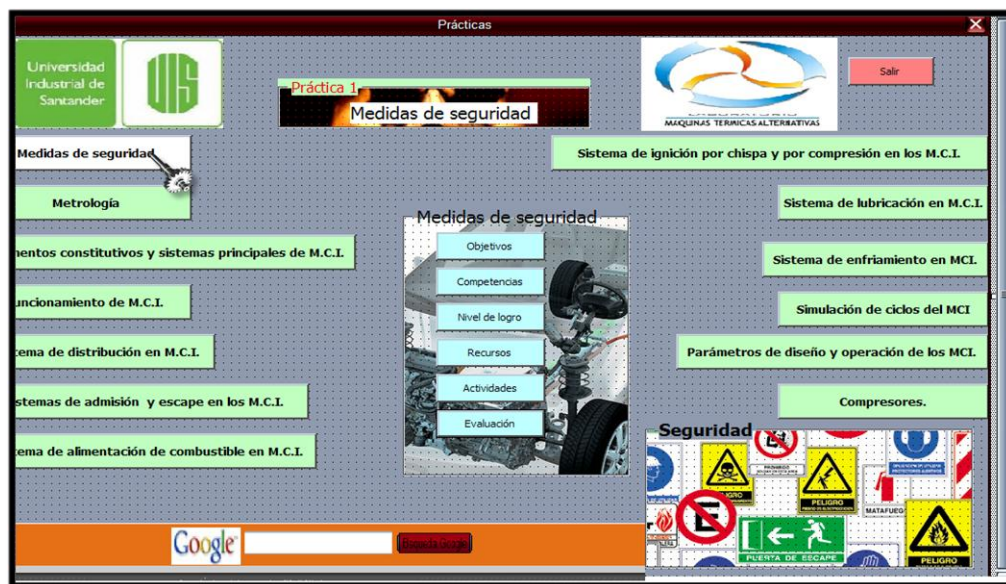 Prácticas
Universidad
Industrial de
Santander
Práctica 1
Medidas de seguridad
MAQUINAS TERMICAS ALTERNATIVAS
Salir
Medidas de seguridad
Metrología
mentos constitutivos y sistemas principales de M.C.I.
uncionamiento de M.C.I.
tema de distribución en M.C.I.
stemas de admisión y escape en los M.C.I.
tema de alimentación de combustible en M.C.I.
Medidas de seguridad
Objetivos
Competencias
Nivel de logro
Recursos
Actividades
Evaluación
Sistema de ignición por chispa y por compresión en los M.C.I.
Sistema de lubricación en M.C.I.
Sistema de enfriamiento en MCI.
Simulación de ciclos del MCI
Parámetros de diseño y operación de los MCI.
Compresores.
Seguridad
PROHIBIDO
PELIGRO
PELIGRO
MATAFUEG
PUERTA DE ESCAPE
PELIGRO
Google
Búsqueda Google